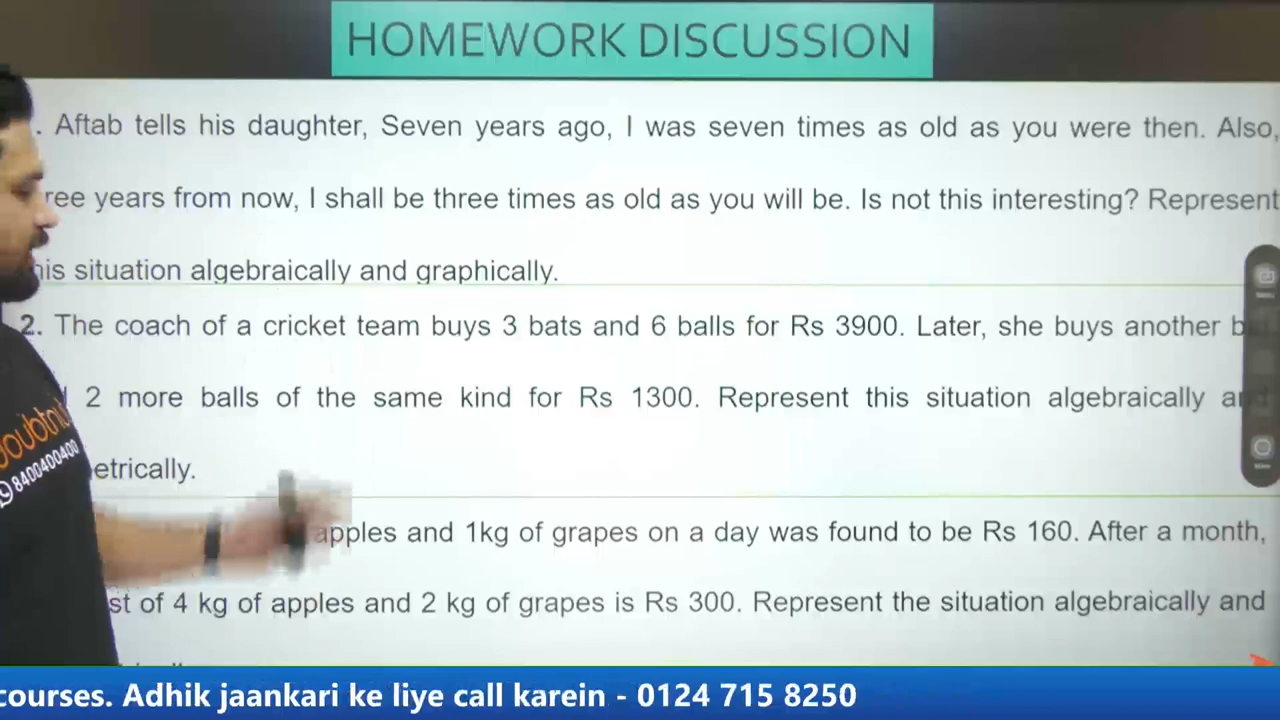 HOMEWORK DISCUSSION
. Aftab tells his daughter, Seven years ago, I was seven times as old as you were then. Also,
ree years from now, I shall be three times as old as you will be. Is not this interesting? Represent
his situation algebraically and graphically.
2. The coach of a cricket team buys 3 bats and 6 balls for Rs 3900. Later, she buys another
2 more balls of the same kind for Rs 1300. Represent this situation algebraically and
etrically.
apples and 1kg of grapes on a day was found to be Rs 160. After a month,
st of 4 kg of apples and 2 kg of grapes is Rs 300. Represent the situation algebraically and
doubtnut
8400400400
courses. Adhik jaankari ke liye call karein - 0124 715 8250